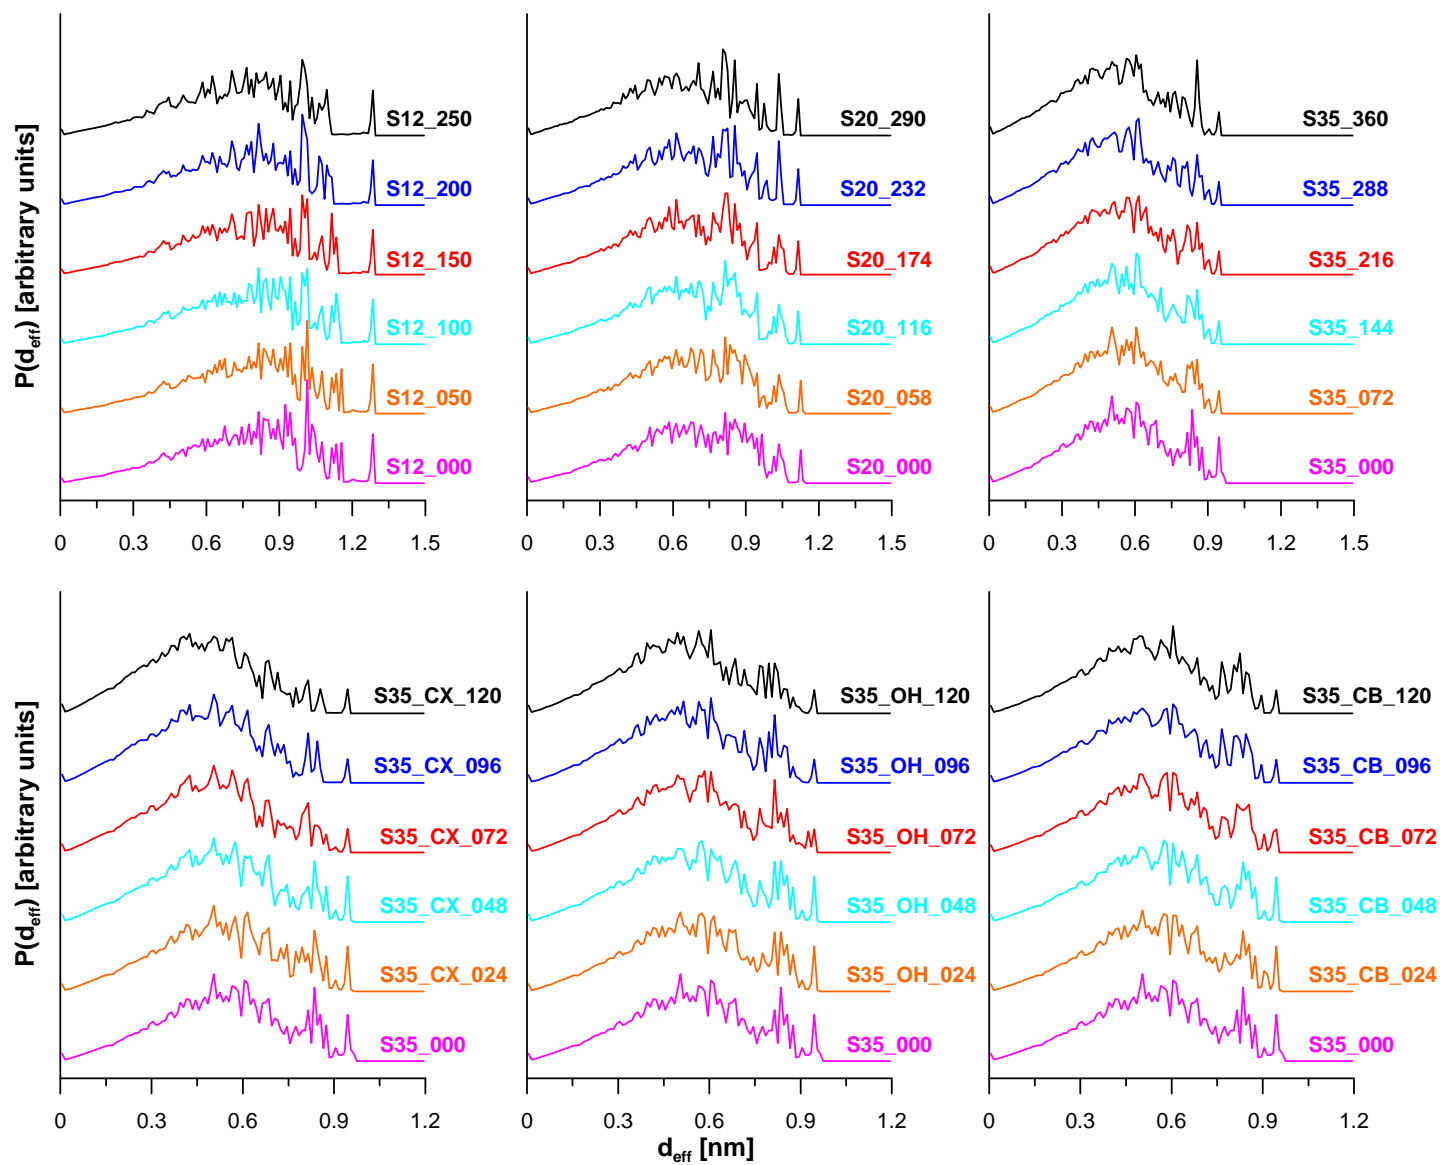 P(d_eff) [arbitrary units]
S12_250
S12_200
S12_150
S12_100
S12_050
S12_000
0 0.3 0.6 0.9 1.2 1.5
S20_290
S20_232
S20_174
S20_116
S20_058
S20_000
0 0.3 0.6 0.9 1.2 1.5
S35_360
S35_288
S35_216
S35_144
S35_072
S35_000
0 0.3 0.6 0.9 1.2 1.5
P(d_eff) [arbitrary units]
S35_CX_120
S35_CX_096
S35_CX_072
S35_CX_048
S35_CX_024
S35_000
0 0.3 0.6 0.9 1.2
S35_OH_120
S35_OH_096
S35_OH_072
S35_OH_048
S35_OH_024
S35_000
0 0.3 0.6 0.9 1.2
S35_CB_120
S35_CB_096
S35_CB_072
S35_CB_048
S35_CB_024
S35_000
0 0.3 0.6 0.9 1.2
d_eff [nm]